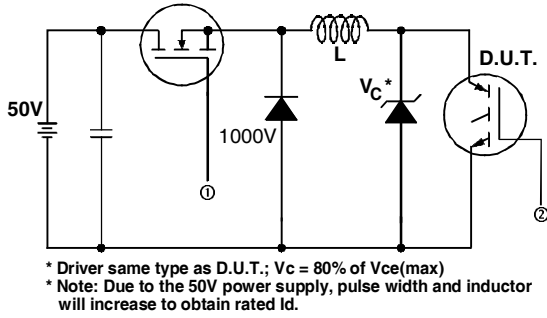 L
D.U.T.
VC *
50V
1000V
①
②
* Driver same type as D.U.T.; Vc = 80% of Vce(max)
* Note: Due to the 50V power supply, pulse width and inductor
will increase to obtain rated Id.